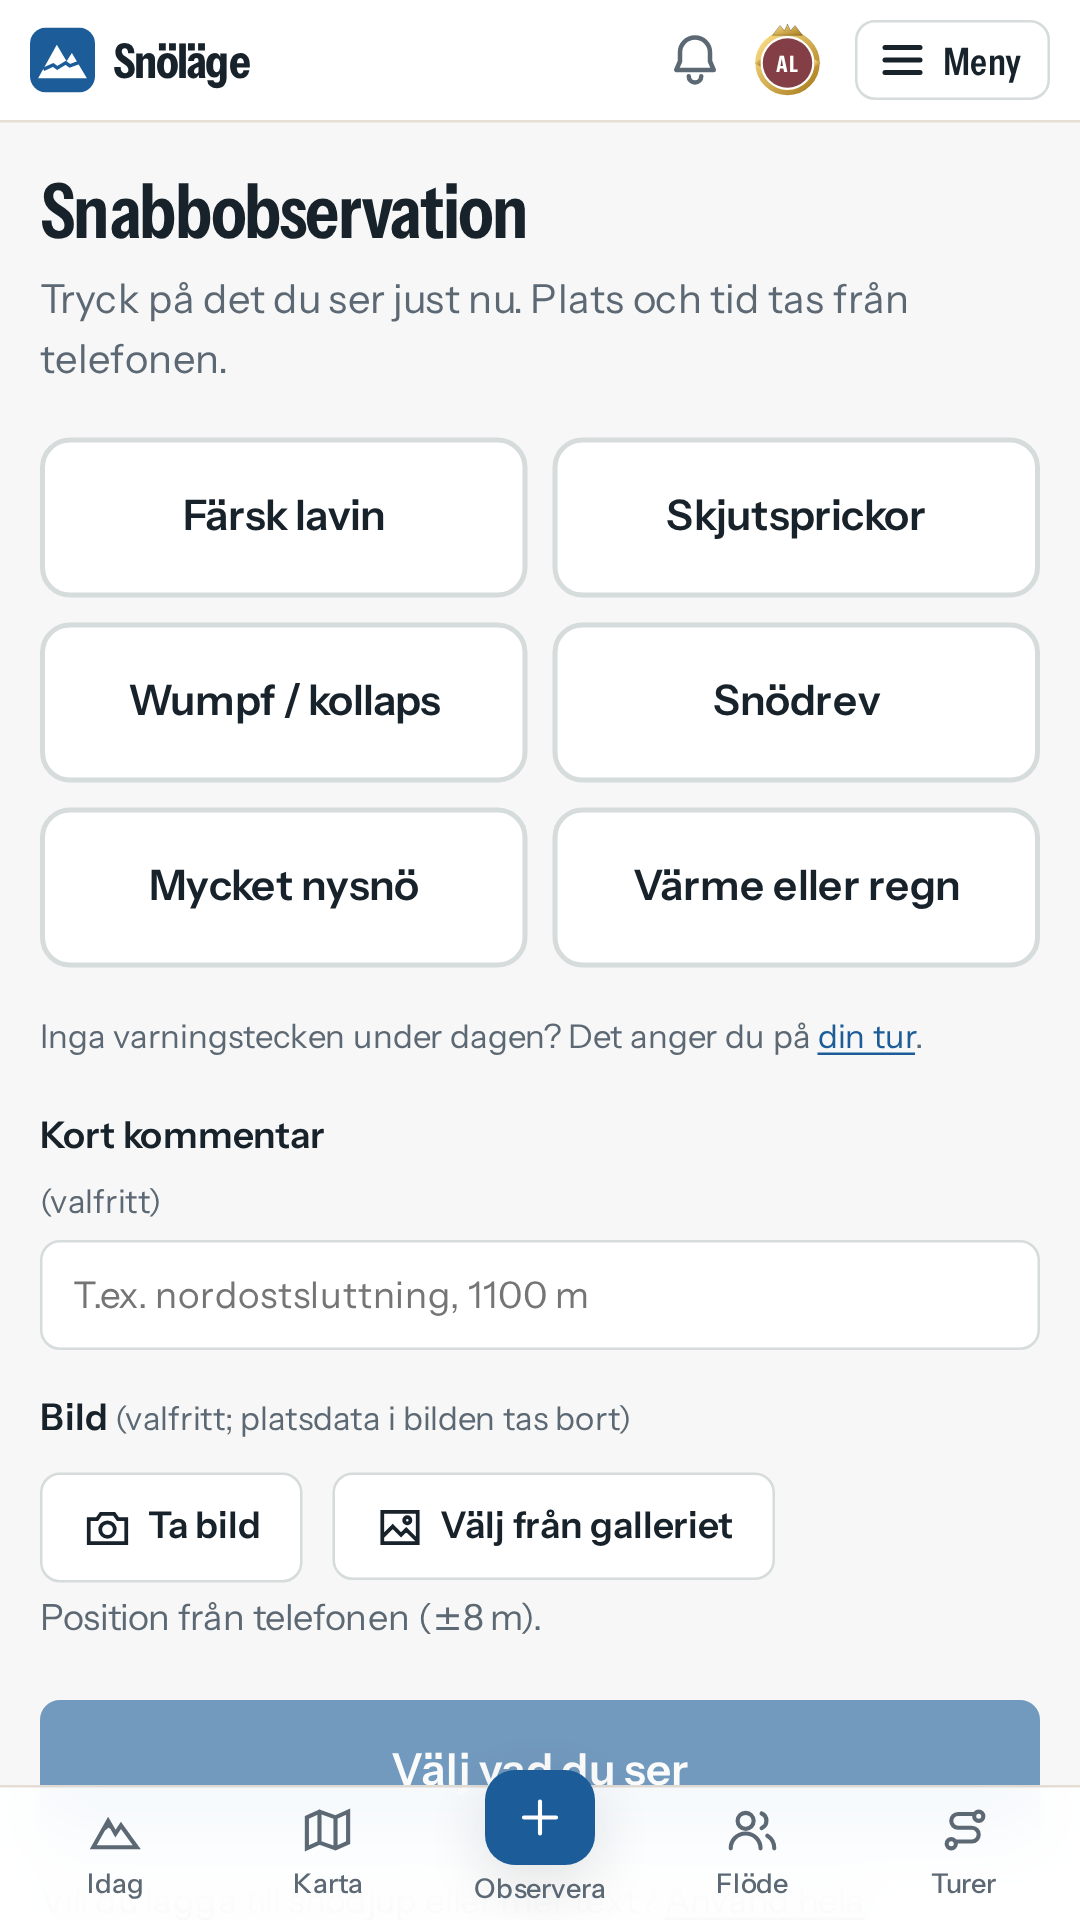 Snöläge
AL
Meny
Snabbobservation
Tryck på det du ser just nu. Plats och tid tas från
telefonen.
Färsk lavin
Skjutsprickor
Wumpf / kollaps
Snödrev
Mycket nysnö
Värme eller regn
Inga varningstecken under dagen? Det anger du på din tur.
Kort kommentar
(valfritt)
T.ex. nordostsluttning, 1100 m
Bild (valfritt; platsdata i bilden tas bort)
Ta bild
Välj från galleriet
Position från telefonen (±8 m).
Välj vad du ser
Idag
Karta
Observera
Flöde
Turer